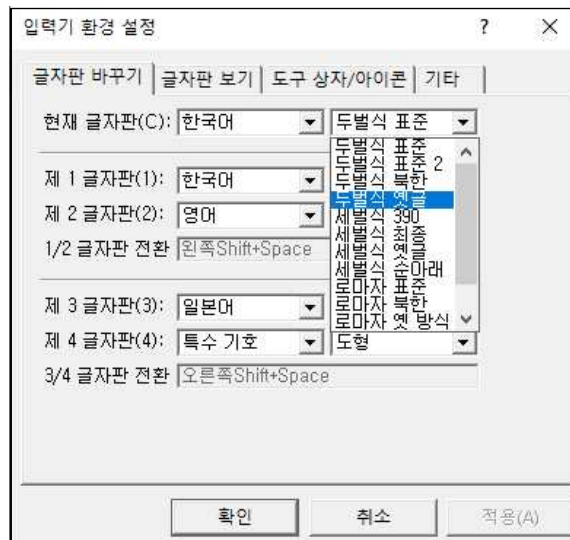 입력기 환경 설정 ? ×
글자판 바꾸기 글자판 보기 도구 상자/아이콘 기타
현재 글자판(C): 한국어 두벌식 표준
두벌식 표준
두벌식 표준 2
두벌식 북한
두벌식 옛글
세벌식 390
세벌식 최종
세벌식 옛글
세벌식 순아래
로마자 표준
로마자 북한
로마자 옛 방식
제 1 글자판(1): 한국어
제 2 글자판(2): 영어
1/2 글자판 전환 왼쪽Shift+Space
제 3 글자판(3): 일본어
제 4 글자판(4): 특수 기호 도형
3/4 글자판 전환 오른쪽Shift+Space
확인 취소 적용(A)